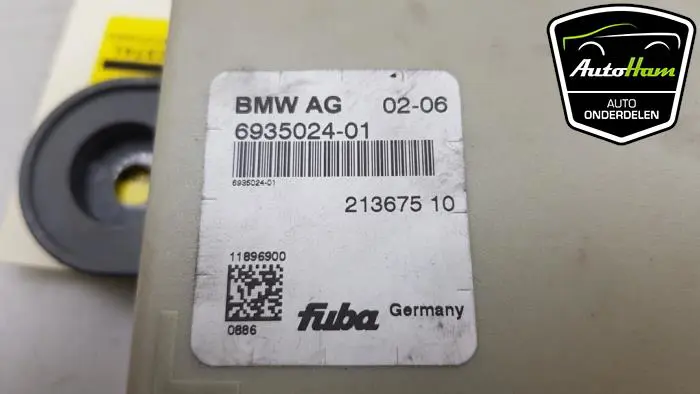 BMW AG 02-06
6935024-01
6935024-01
213675 10
11896900
0886
fuba Germany
AutoHam
AUTO
ONDERDELEN